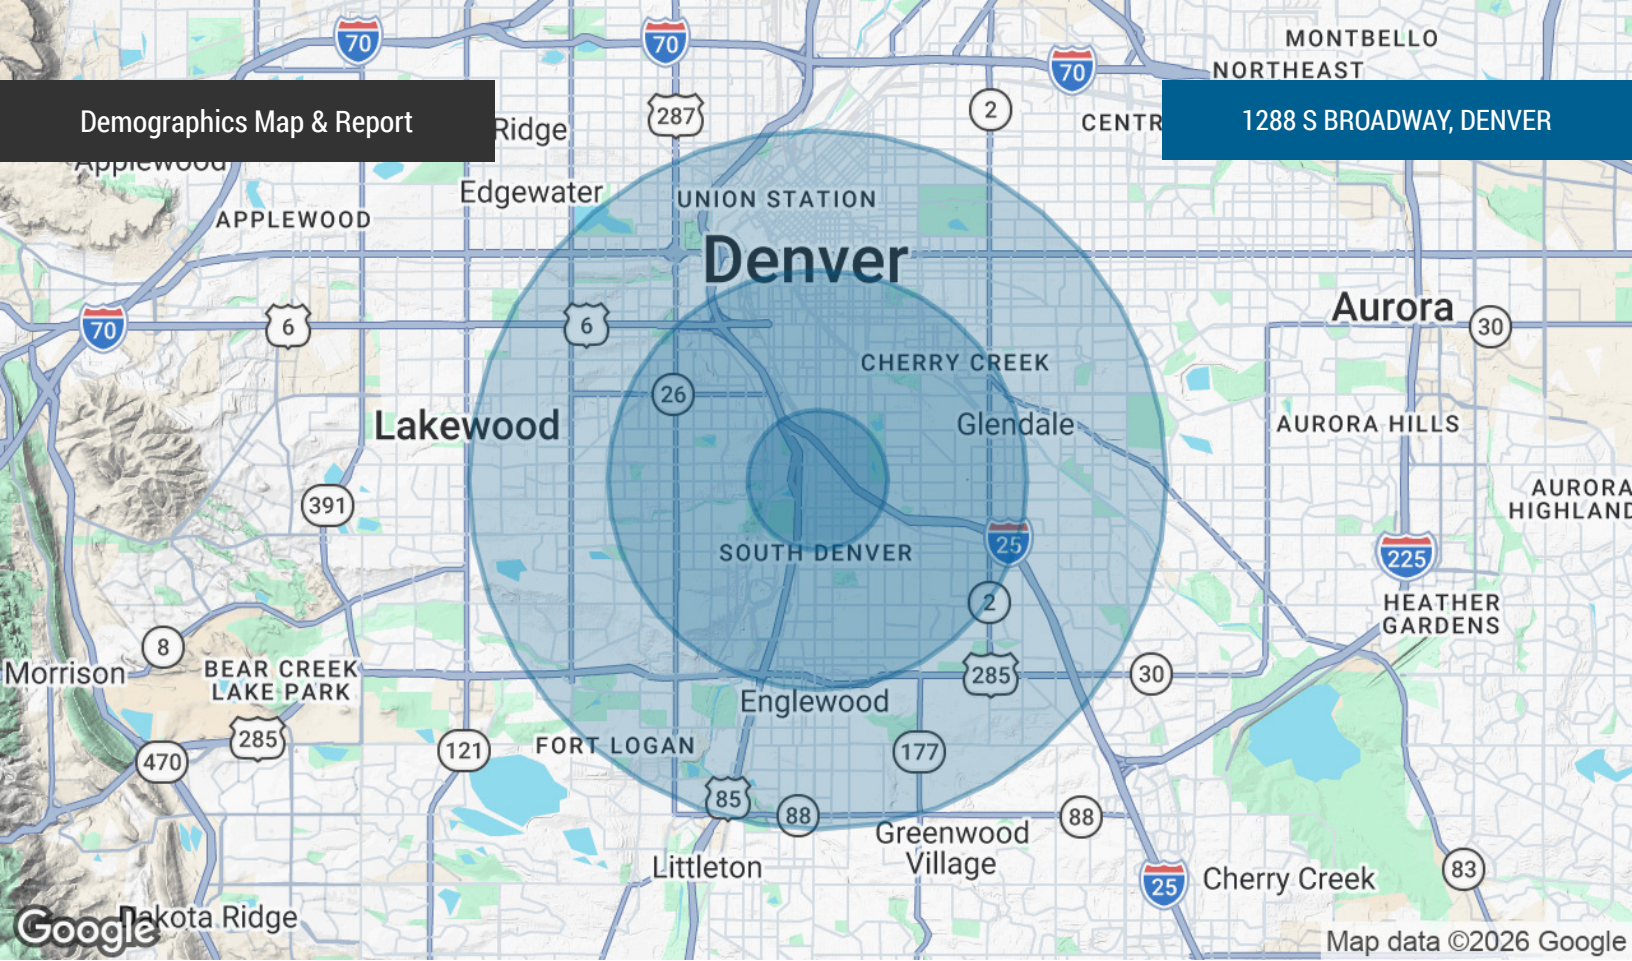 MONTBELLO
70
70
70
NORTHEAST
287
2
CENTR
Demographics Map & Report
1288 S BROADWAY, DENVER
Ridge
Applewood
Edgewater
UNION STATION
APPLEWOOD
Denver
Aurora
70
6
6
30
CHERRY CREEK
26
Lakewood
Glendale
AURORA HILLS
391
AURORA
HIGHLAND
SOUTH DENVER
25
225
2
HEATHER
GARDENS
8
Morrison
BEAR CREEK
LAKE PARK
285
30
Englewood
285
FORT LOGAN
121
177
470
85
88
88
Greenwood
Village
Littleton
25
Cherry Creek
83
Dakota Ridge
Google
Map data ©2026 Google